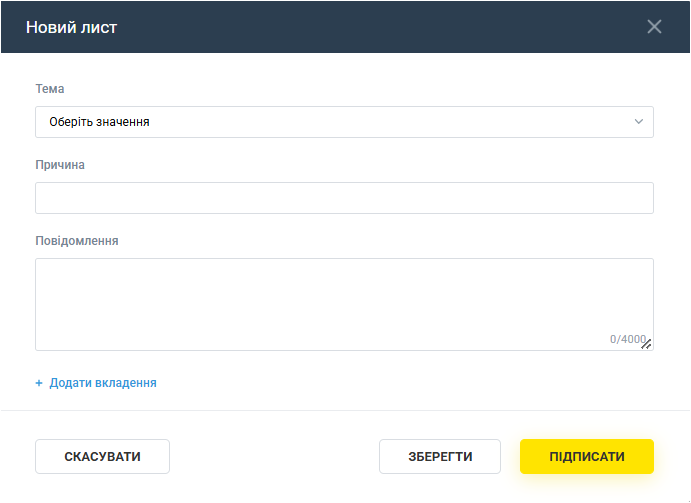 Новий лист
Тема
Оберіть значення
Причина
Повідомлення
0/4000
+ Додати вкладення
СКАСУВАТИ
ЗБЕРЕГТИ
ПІДПИСАТИ